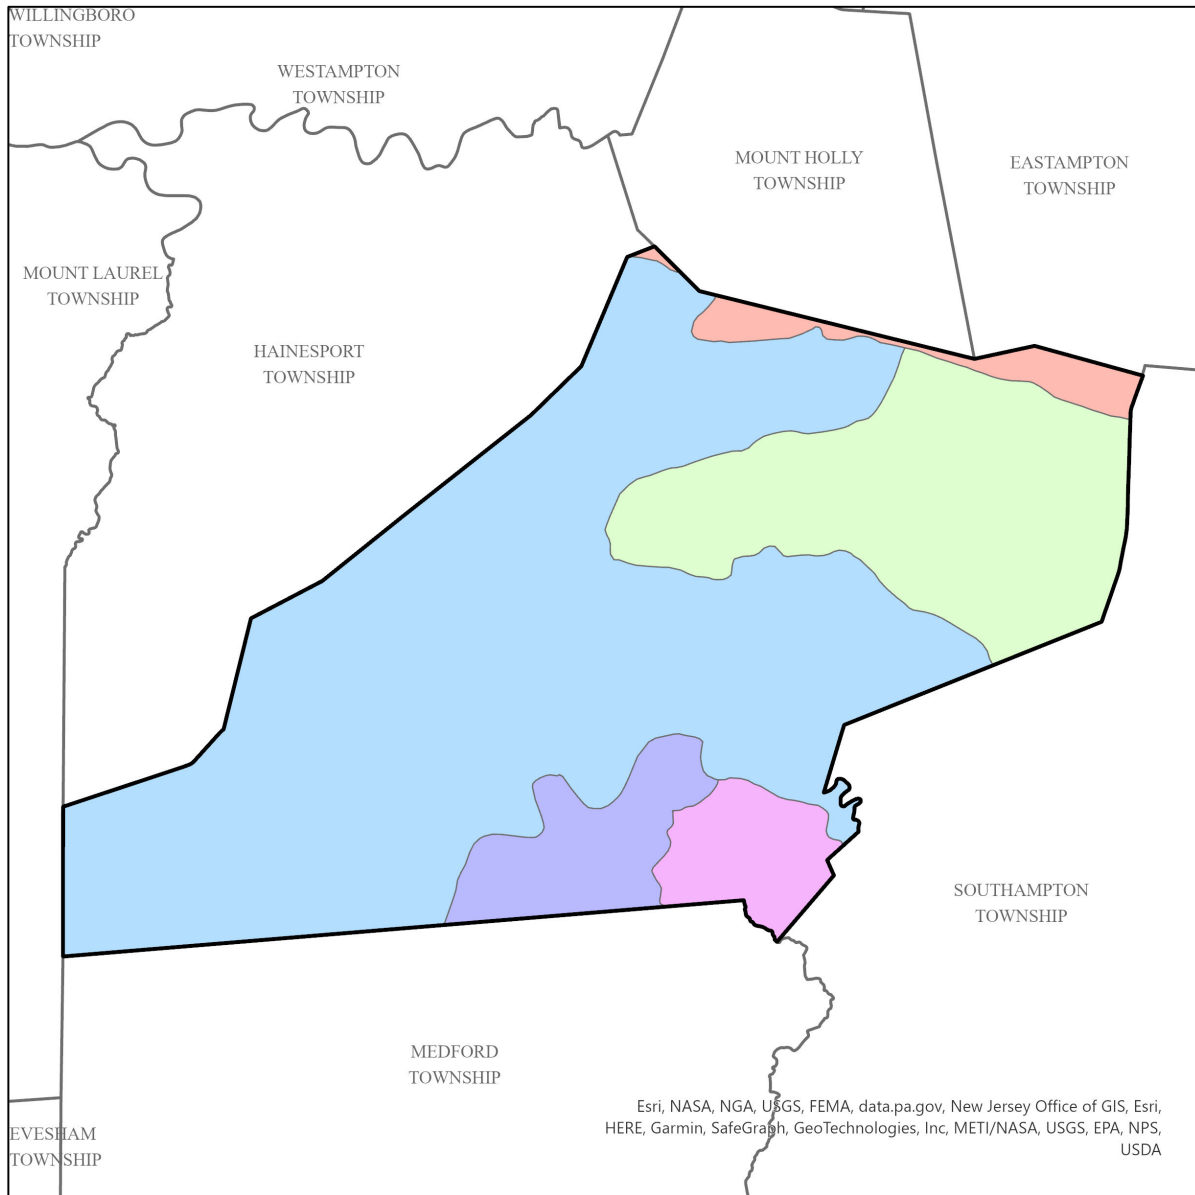 WILLINGBORO
TOWNSHIP
WESTAMPTON
TOWNSHIP
MOUNT HOLLY
TOWNSHIP
EASTAMPTON
TOWNSHIP
MOUNT LAUREL
TOWNSHIP
HAINESPORT
TOWNSHIP
SOUTHAMPTON
TOWNSHIP
MEDFORD
TOWNSHIP
EVESHAM
TOWNSHIP
Esri, NASA, NGA, USGS, FEMA, data.pa.gov, New Jersey Office of GIS, Esri,
HERE, Garmin, SafeGraph, GeoTechnologies, Inc, METI/NASA, USGS, EPA, NPS,
USDA